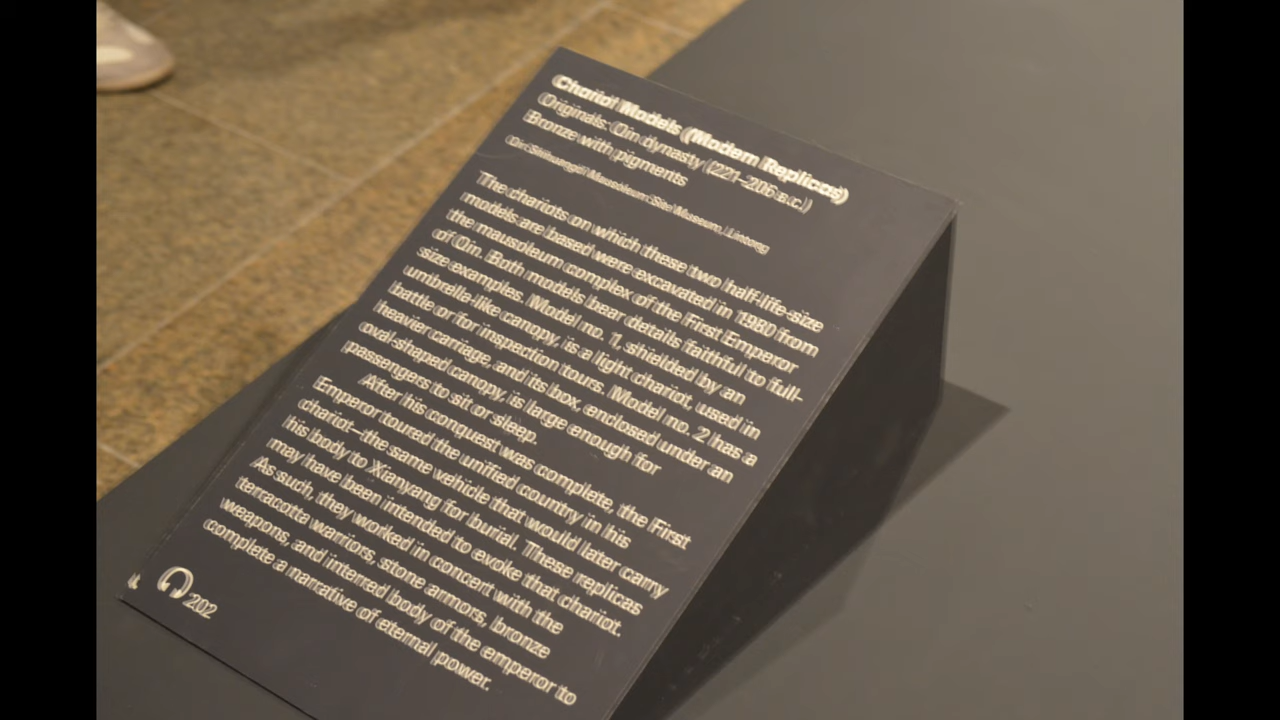 Chariot Models (Modern Replicas)
Originals: Qin dynasty (221–206 B.C.)
Bronze with pigments
Qin Shihuangdi Mausoleum Site Museum, Lintong
The chariots on which these two half-life-size
models are based were excavated in 1980 from
the mausoleum complex of the First Emperor
of Qin. Both models bear details faithful to full-
size examples. Model no. 1, shielded by an
umbrella-like canopy, is a light chariot, used in
battle or for inspection tours. Model no. 2 has a
heavier carriage, and its box, enclosed under an
oval-shaped canopy, is large enough for
passengers to sit or sleep.
After his conquest was complete, the First
Emperor toured the unified country in his
chariot—the same vehicle that would later carry
his body to Xianyang for burial. These replicas
may have been intended to evoke that chariot.
As such, they worked in concert with the
terracotta warriors, stone armors, bronze
weapons, and interred body of the emperor to
complete a narrative of eternal power.
202